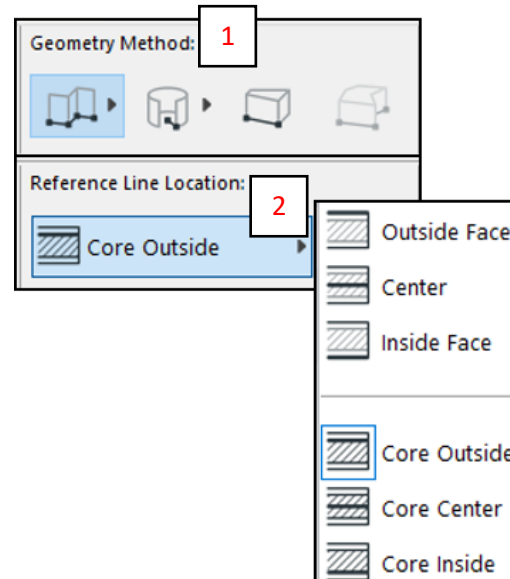 Geometry Method:
1
Reference Line Location:
2
Core Outside
Outside Face
Center
Inside Face
Core Outside
Core Center
Core Inside